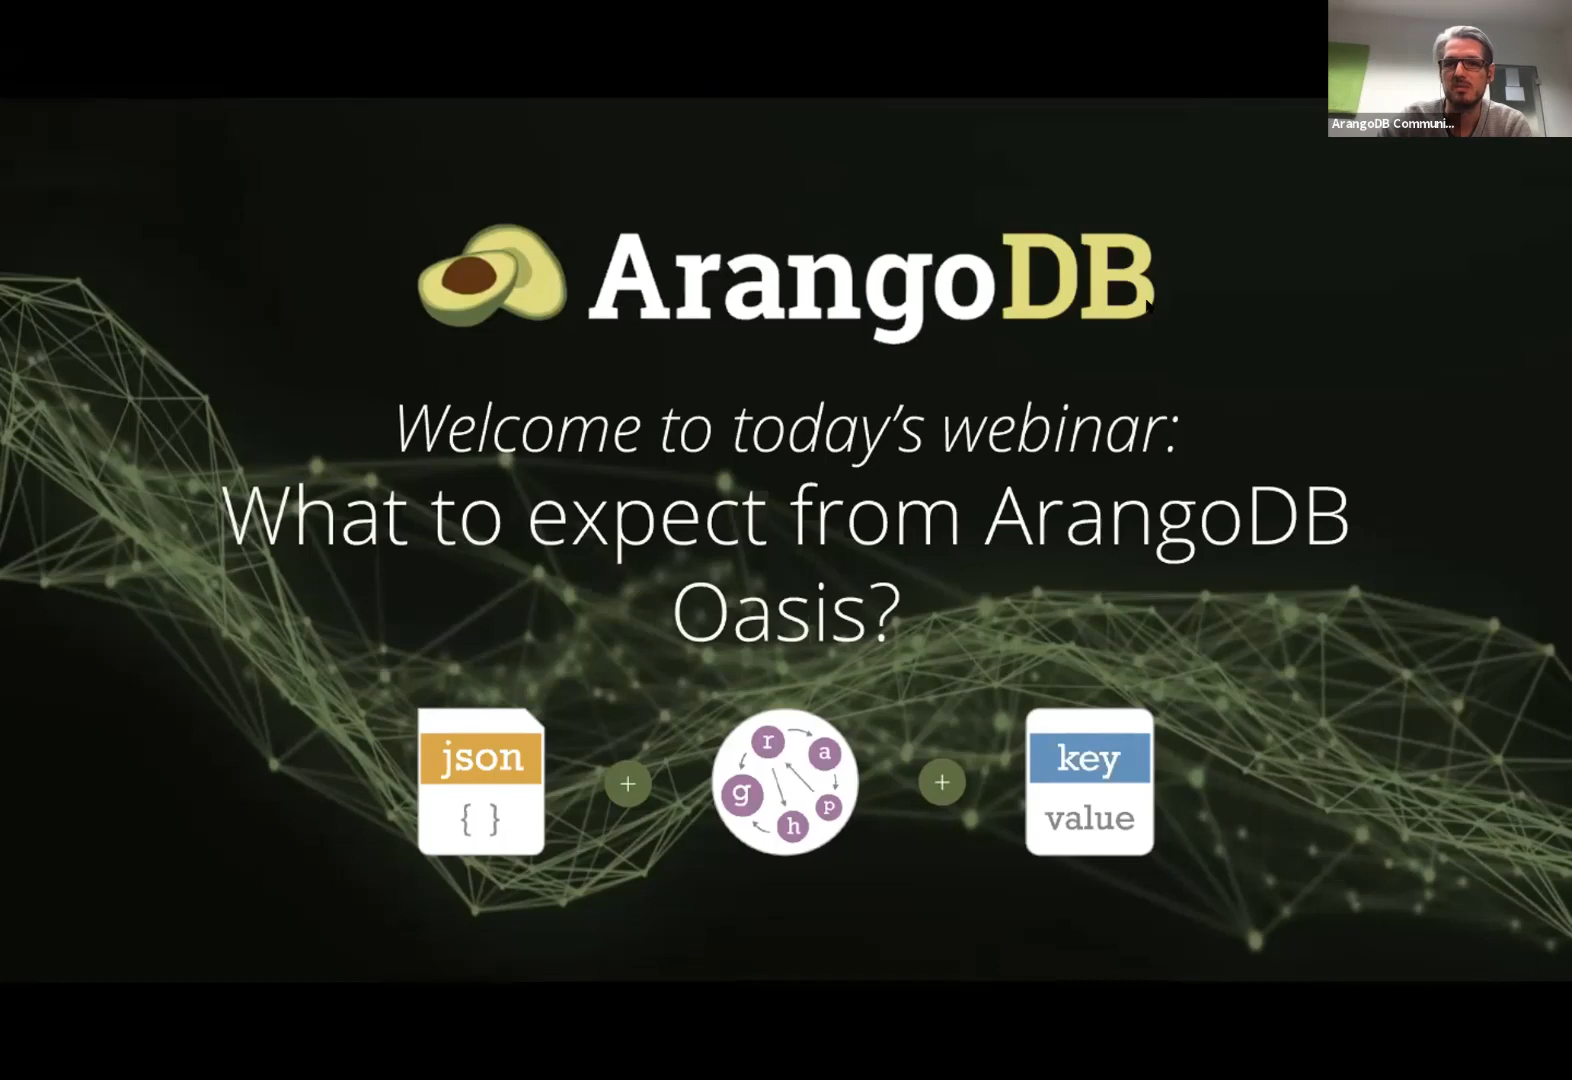 ArangoDB Communi...
ArangoDB
Welcome to today's webinar:
What to expect from ArangoDB
Oasis?
json
{ }
+
g r a p h
+
key
value